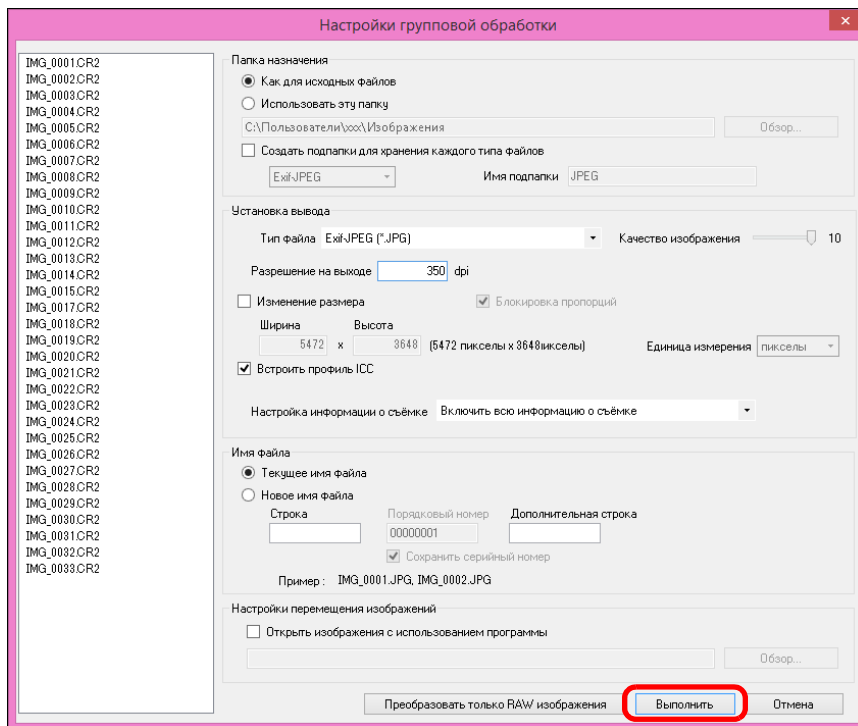 Настройки групповой обработки
IMG_0001.CR2
IMG_0002.CR2
IMG_0003.CR2
IMG_0004.CR2
IMG_0005.CR2
IMG_0006.CR2
IMG_0007.CR2
IMG_0008.CR2
IMG_0009.CR2
IMG_0010.CR2
IMG_0011.CR2
IMG_0012.CR2
IMG_0013.CR2
IMG_0014.CR2
IMG_0015.CR2
IMG_0017.CR2
IMG_0018.CR2
IMG_0019.CR2
IMG_0020.CR2
IMG_0021.CR2
IMG_0022.CR2
IMG_0023.CR2
IMG_0024.CR2
IMG_0025.CR2
IMG_0026.CR2
IMG_0027.CR2
IMG_0028.CR2
IMG_0029.CR2
IMG_0030.CR2
IMG_0031.CR2
IMG_0032.CR2
IMG_0033.CR2
Папка назначения
Как для исходных файлов
Использовать эту папку
C:\Пользователи\xxx\Изображения Обзор...
Создать подпапки для хранения каждого типа файлов
Exif-JPEG Имя подпапки JPEG
Установка вывода
Тип файла Exif-JPEG (*.JPG) Качество изображения 10
Разрешение на выходе 350 dpi
Изменение размера Блокировка пропорций
Ширина Высота
5472 x 3648 (5472 пикселы x 3648икселы) Единица измерения пикселы
Встроить профиль ICC
Настройка информации о съёмке Включить всю информацию о съёмке
Имя файла
Текущее имя файла
Новое имя файла
Строка Порядковый номер Дополнительная строка
00000001
Сохранить серийный номер
Пример : IMG_0001.JPG, IMG_0002.JPG
Настройки перемещения изображений
Открыть изображения с использованием программы
Обзор...
Преобразовать только RAW изображения Выполнить Отмена